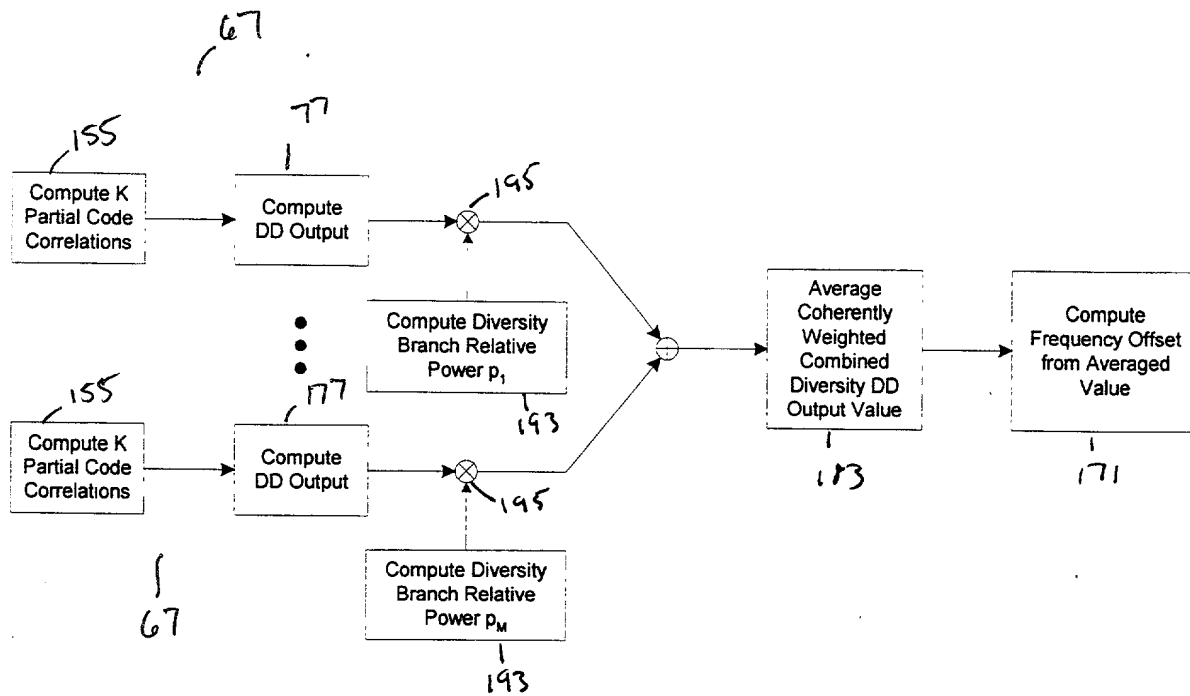 67
155
77
195
Compute K
Partial Code
Correlations
Compute
DD Output
Compute Diversity
Branch Relative
Power p1
193
Average
Coherently
Weighted
Combined
Diversity DD
Output Value
183
Compute
Frequency Offset
from Averaged
Value
171
155
177
195
Compute K
Partial Code
Correlations
Compute
DD Output
Compute Diversity
Branch Relative
Power pM
193
67